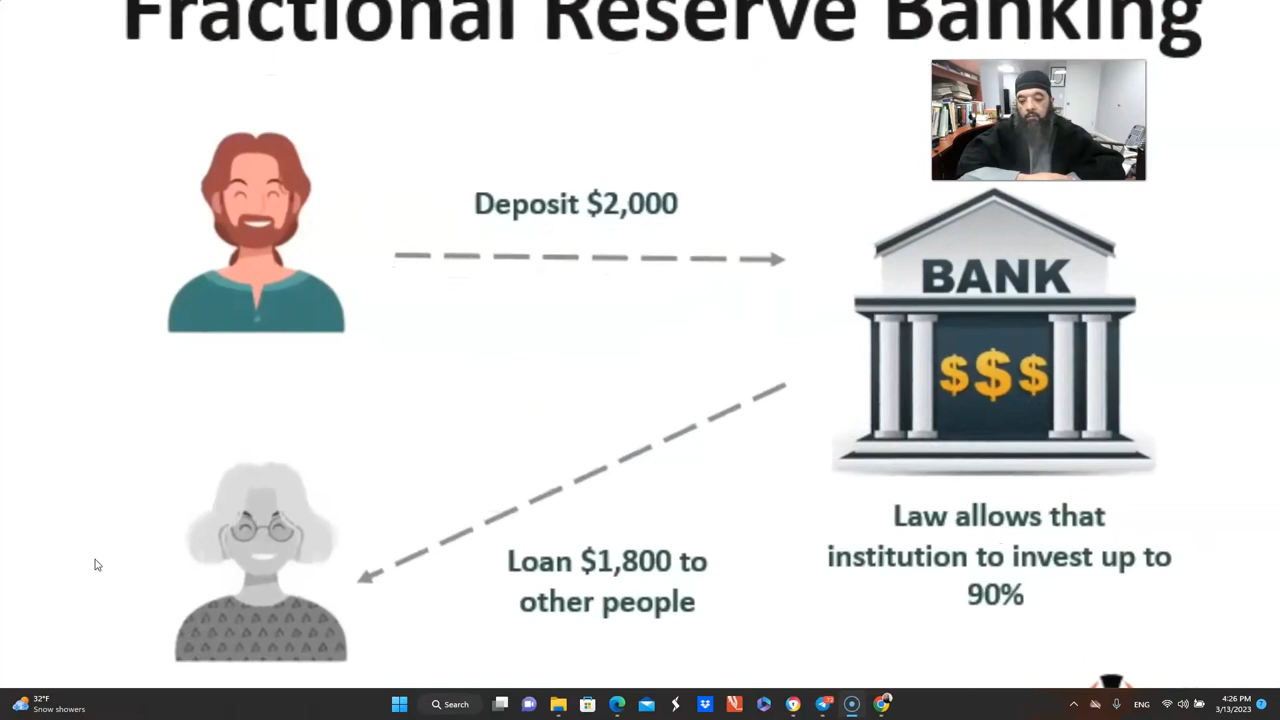 Fractional Reserve Banking
Deposit $2,000
BANK
$$$
Law allows that
institution to invest up to
90%
Loan $1,800 to
other people
32°F
Snow showers
Search
ENG
4:26 PM
3/13/2023